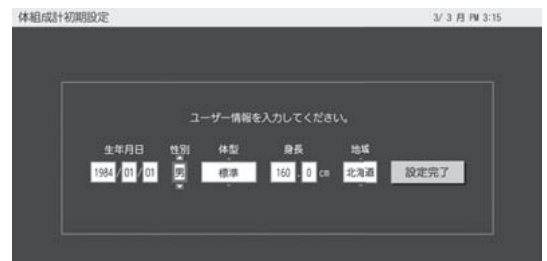 体組成計初期設定 3/ 3 月 PM 3:15
ユーザー情報を入力してください。
生年月日 性別 体型 身長 地域
1984 / 01 / 01 男 標準 160 . 0 cm 北海道 設定完了